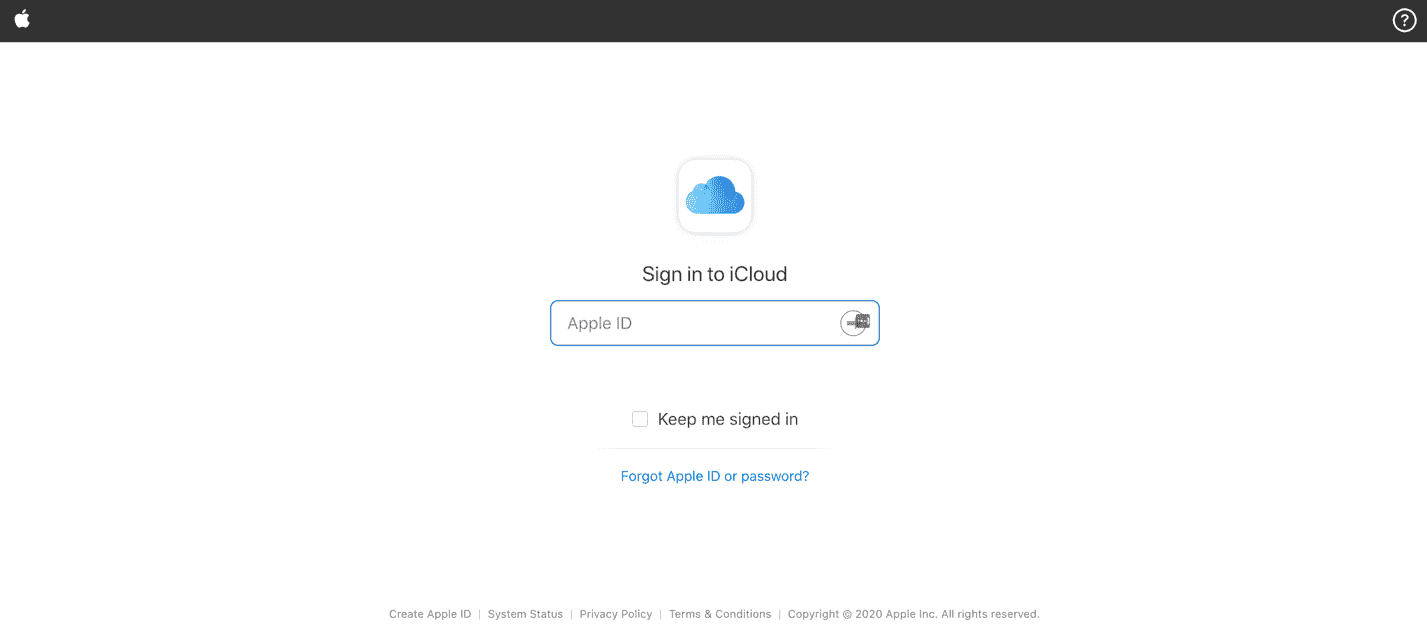 ?
Sign in to iCloud
Apple ID
Keep me signed in
Forgot Apple ID or password?
Create Apple ID | System Status | Privacy Policy | Terms & Conditions | Copyright © 2020 Apple Inc. All rights reserved.